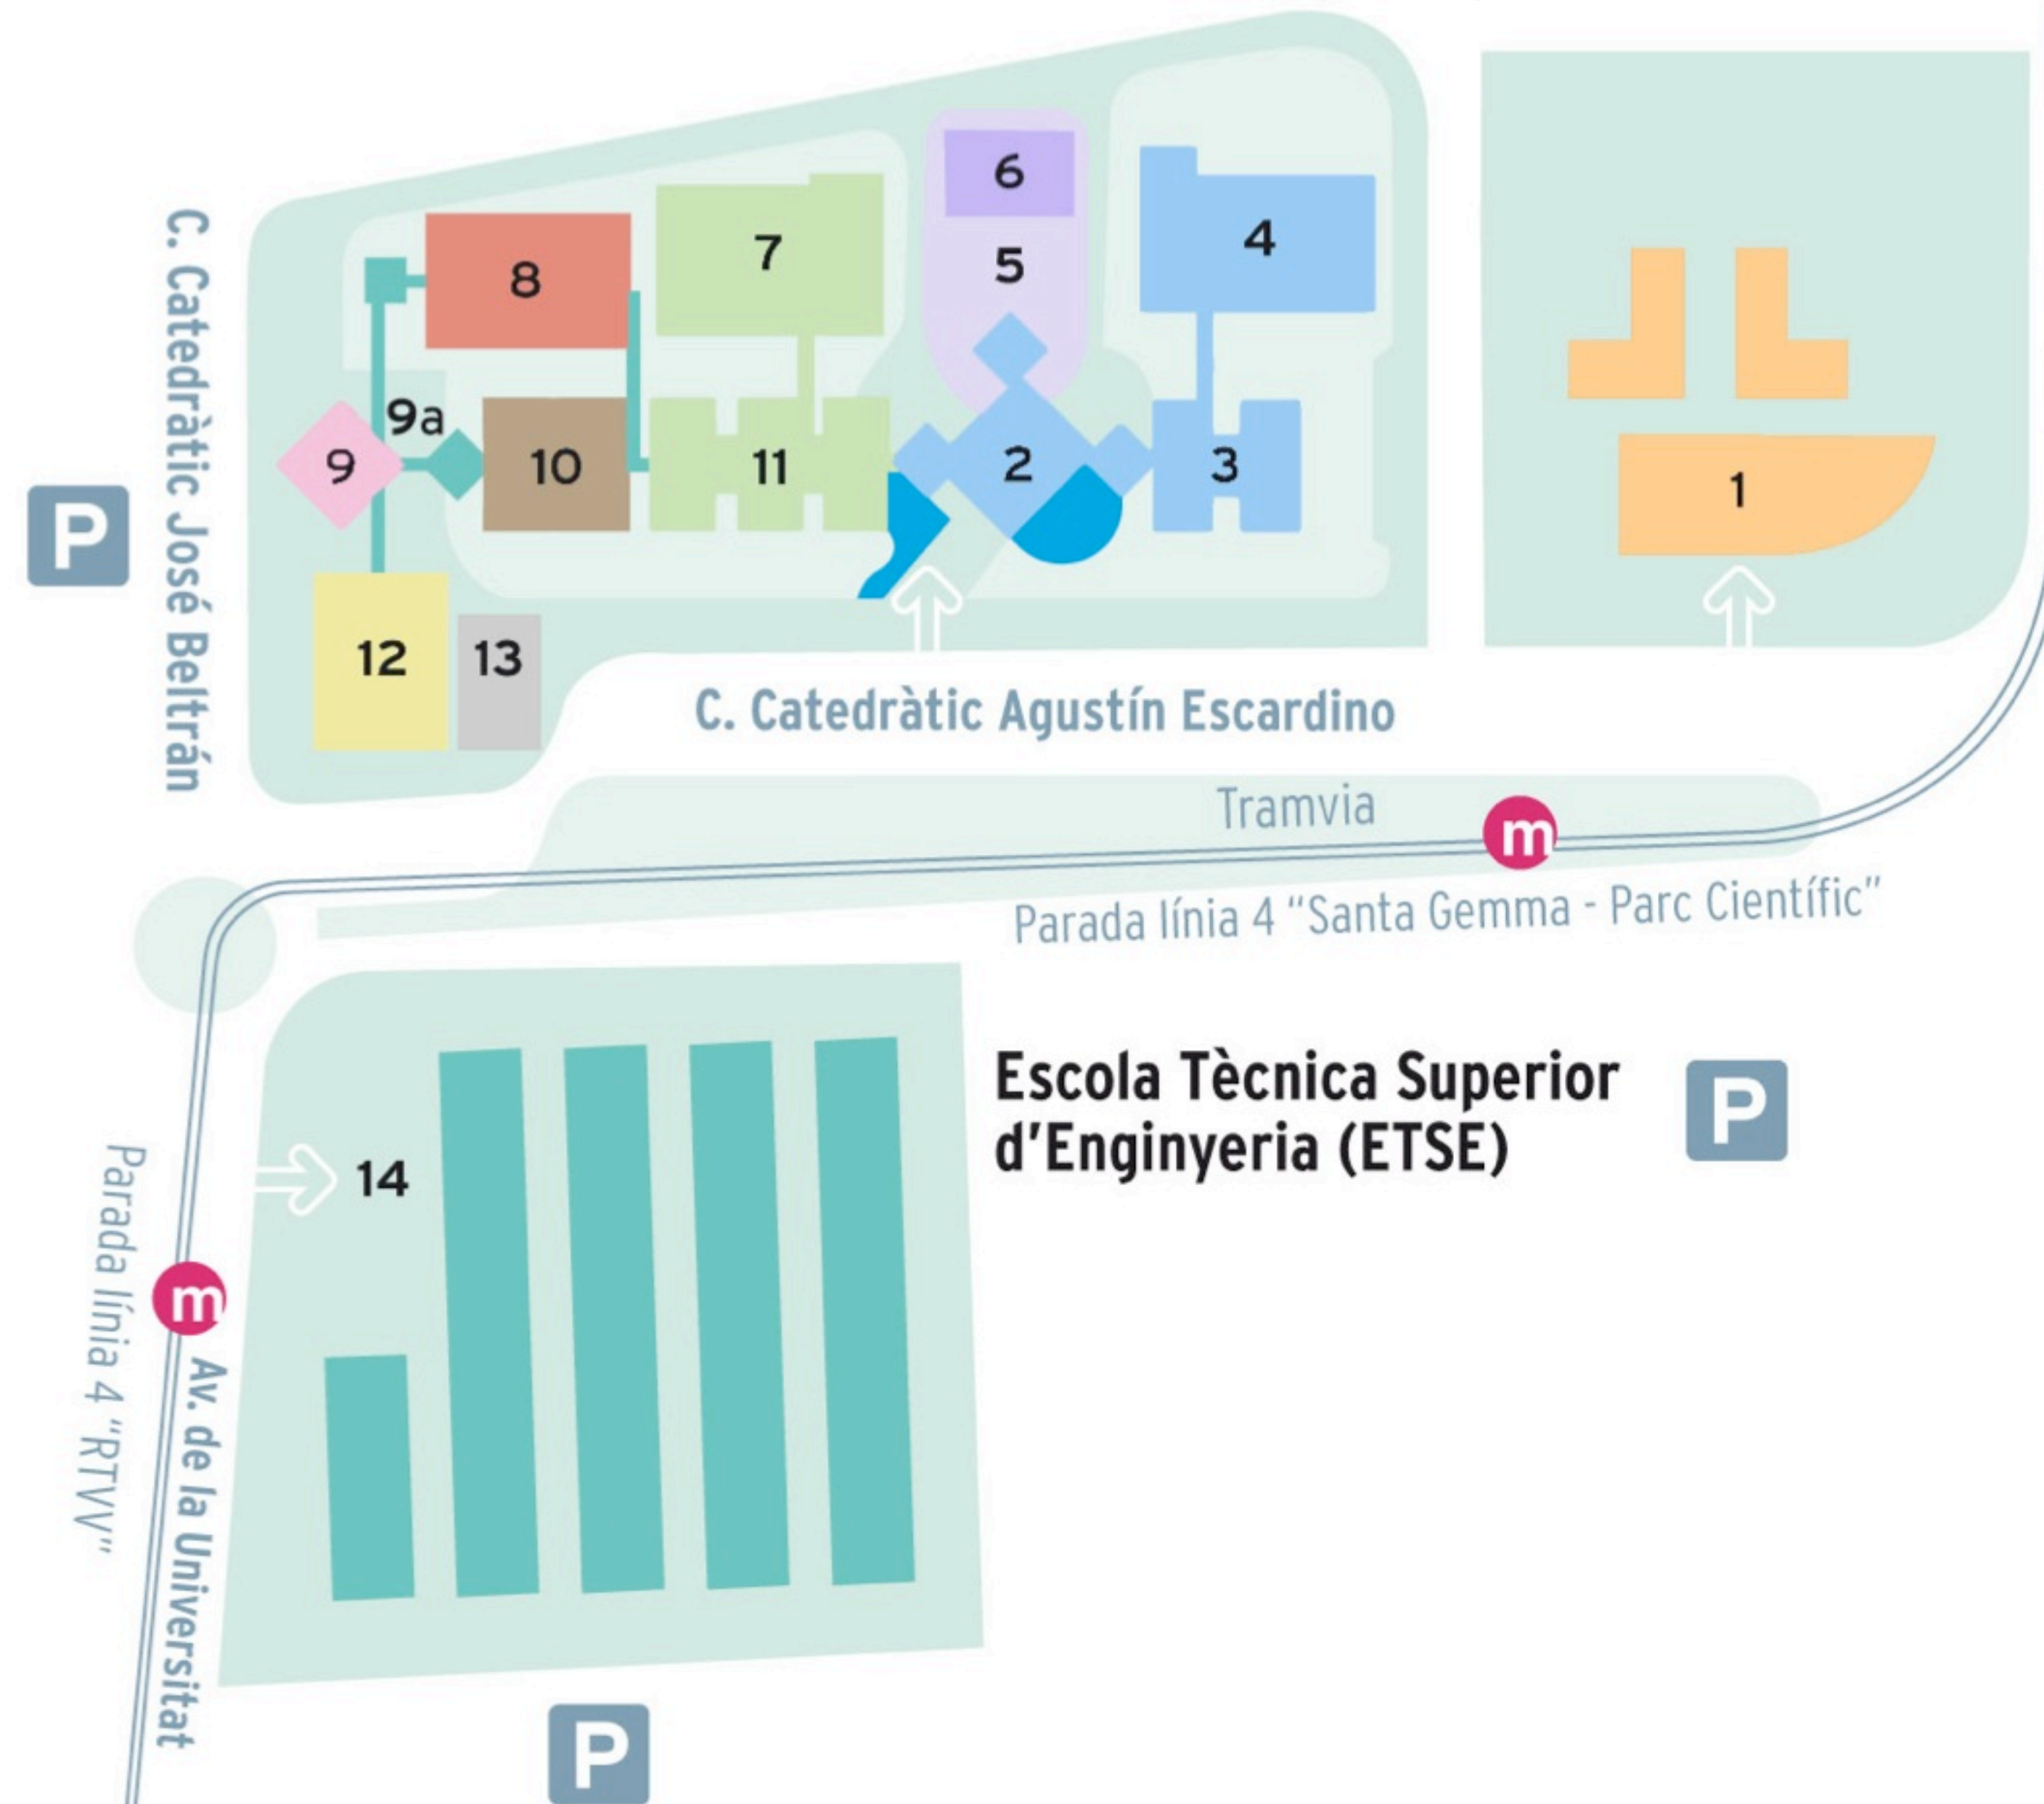 6
5
4
7
8
C. Catedràtic José Beltrán
9a
9
10
11
2
3
1
P
12
13
C. Catedràtic Agustín Escardino
Tramvia
m
Parada línia 4 "Santa Gemma - Parc Científic"
Escola Tècnica Superior
d'Enginyeria (ETSE)
P
14
Parada línia 4 "RTVV"
m
Av. de la Universitat
P